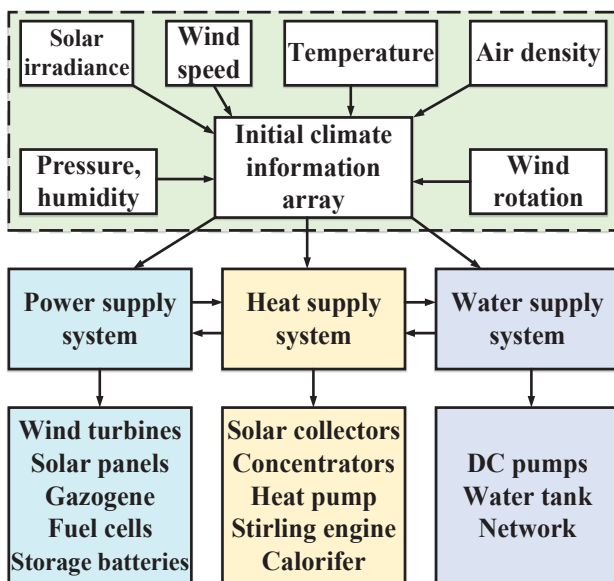 Solar
irradiance
Wind
speed
Temperature
Air density
Pressure,
humidity
Initial climate
information
array
Wind
rotation
Power supply
system
Heat supply
system
Water supply
system
Wind turbines
Solar panels
Gazogene
Fuel cells
Storage batteries
Solar collectors
Concentrators
Heat pump
Stirling engine
Calorifer
DC pumps
Water tank
Network